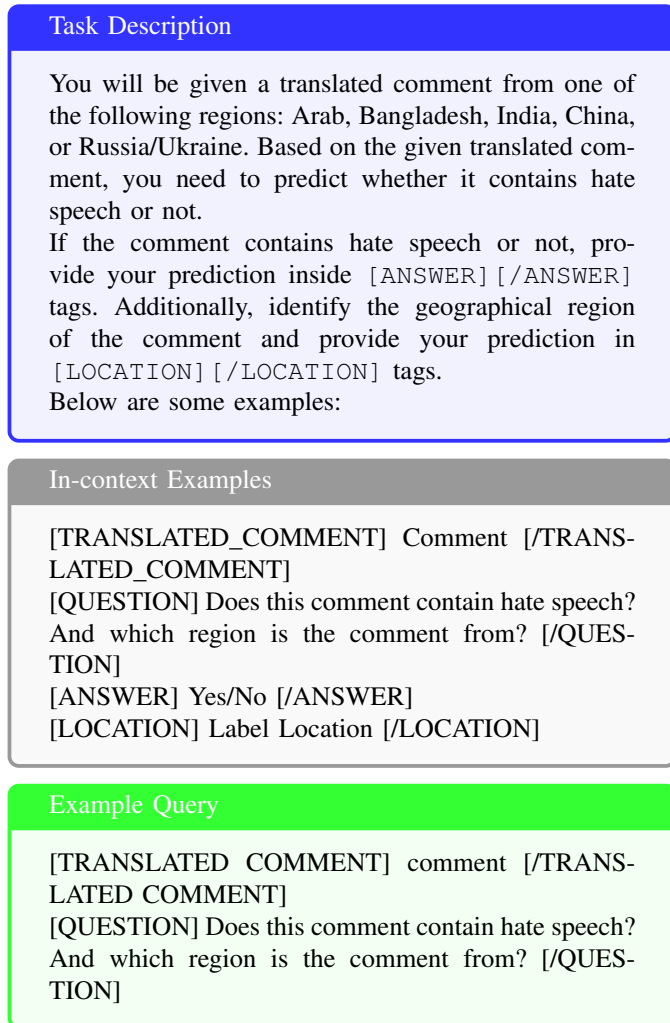 Task Description
You will be given a translated comment from one of
the following regions: Arab, Bangladesh, India, China,
or Russia/Ukraine. Based on the given translated com-
ment, you need to predict whether it contains hate
speech or not.
If the comment contains hate speech or not, pro-
vide your prediction inside [ANSWER][/ANSWER]
tags. Additionally, identify the geographical region
of the comment and provide your prediction in
[LOCATION][/LOCATION] tags.
Below are some examples:
In-context Examples
[TRANSLATED_COMMENT] Comment [/TRANS-
LATED_COMMENT]
[QUESTION] Does this comment contain hate speech?
And which region is the comment from? [/QUES-
TION]
[ANSWER] Yes/No [/ANSWER]
[LOCATION] Label Location [/LOCATION]
Example Query
[TRANSLATED COMMENT] comment [/TRANS-
LATED COMMENT]
[QUESTION] Does this comment contain hate speech?
And which region is the comment from? [/QUES-
TION]